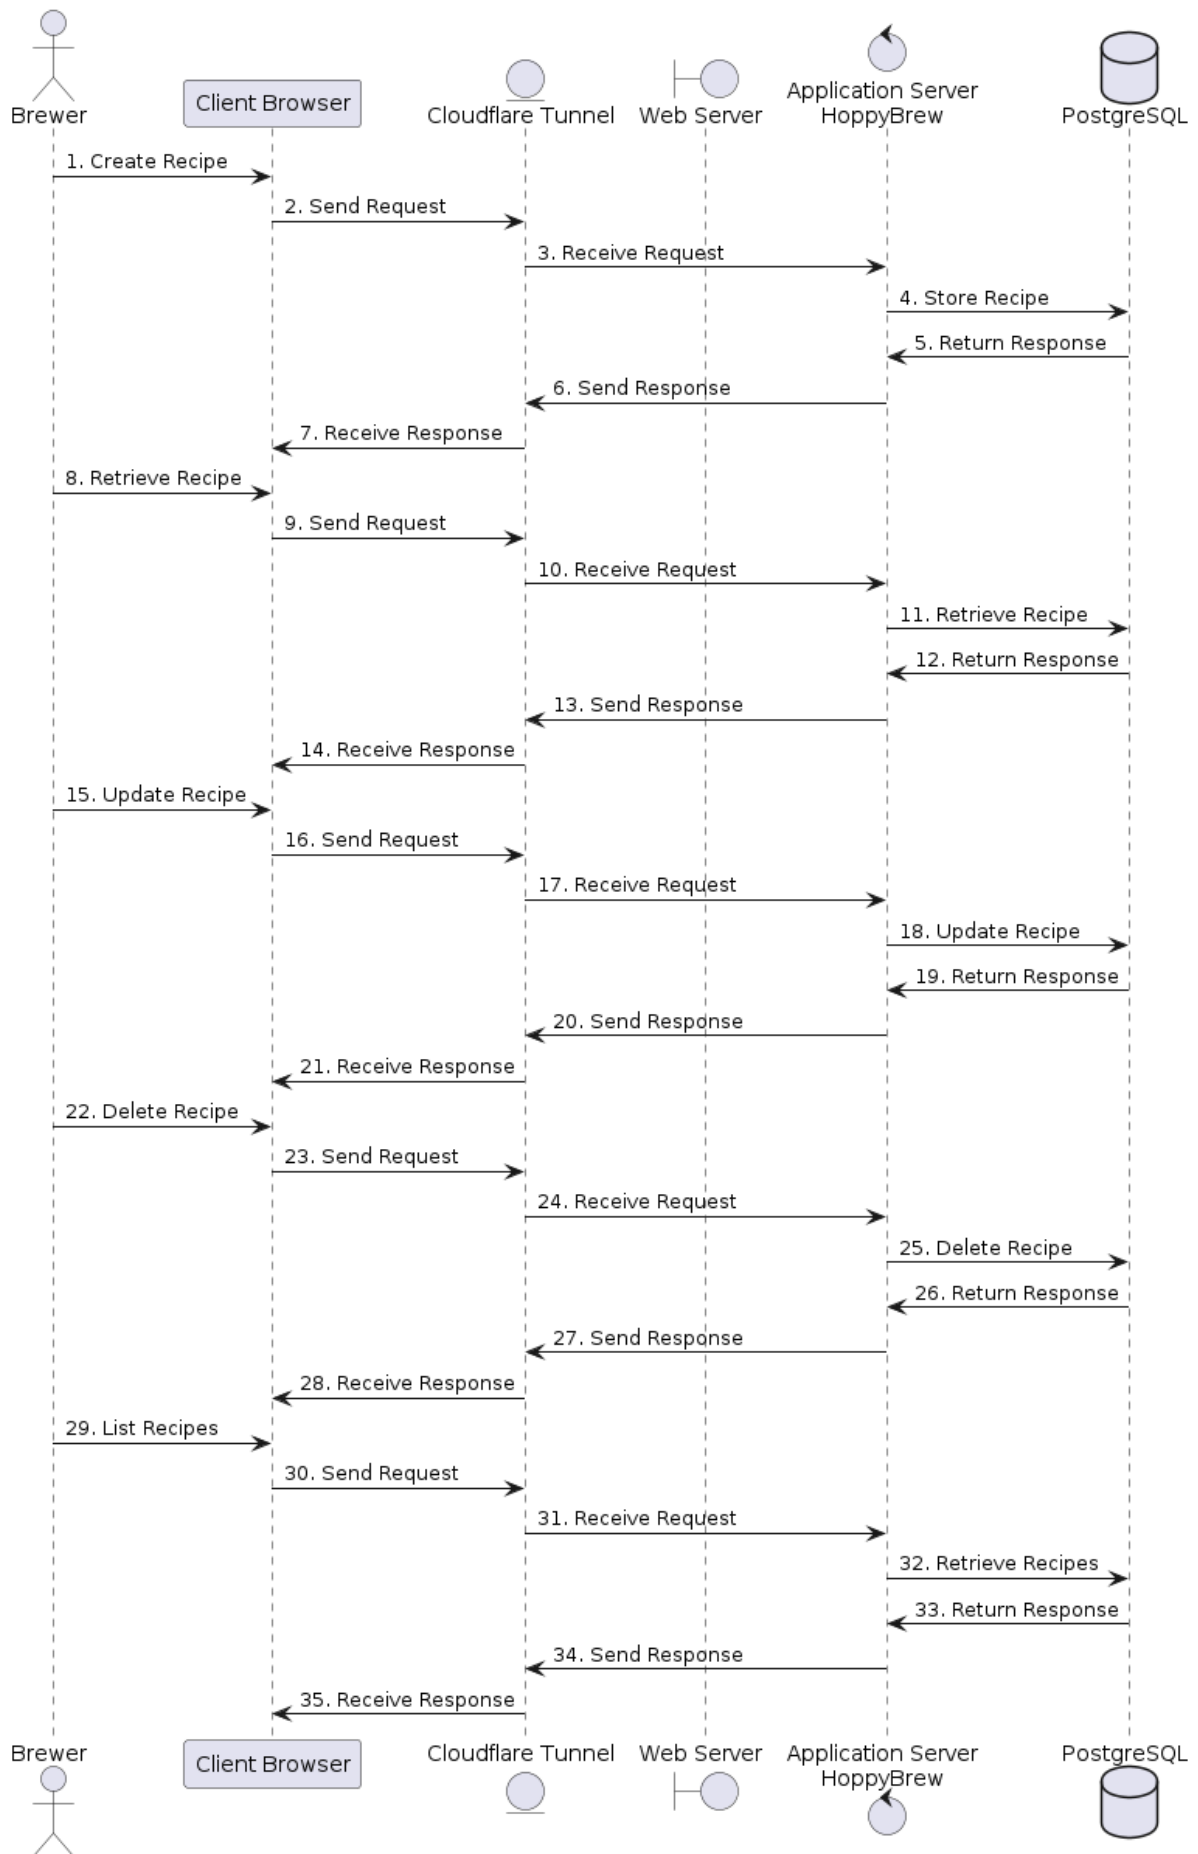 Brewer
Client Browser
Cloudflare Tunnel
Web Server
Application Server
HoppyBrew
PostgreSQL
1. Create Recipe
2. Send Request
3. Receive Request
4. Store Recipe
5. Return Response
6. Send Response
7. Receive Response
8. Retrieve Recipe
9. Send Request
10. Receive Request
11. Retrieve Recipe
12. Return Response
13. Send Response
14. Receive Response
15. Update Recipe
16. Send Request
17. Receive Request
18. Update Recipe
19. Return Response
20. Send Response
21. Receive Response
22. Delete Recipe
23. Send Request
24. Receive Request
25. Delete Recipe
26. Return Response
27. Send Response
28. Receive Response
29. List Recipes
30. Send Request
31. Receive Request
32. Retrieve Recipes
33. Return Response
34. Send Response
35. Receive Response
Brewer
Client Browser
Cloudflare Tunnel
Web Server
Application Server
HoppyBrew
PostgreSQL